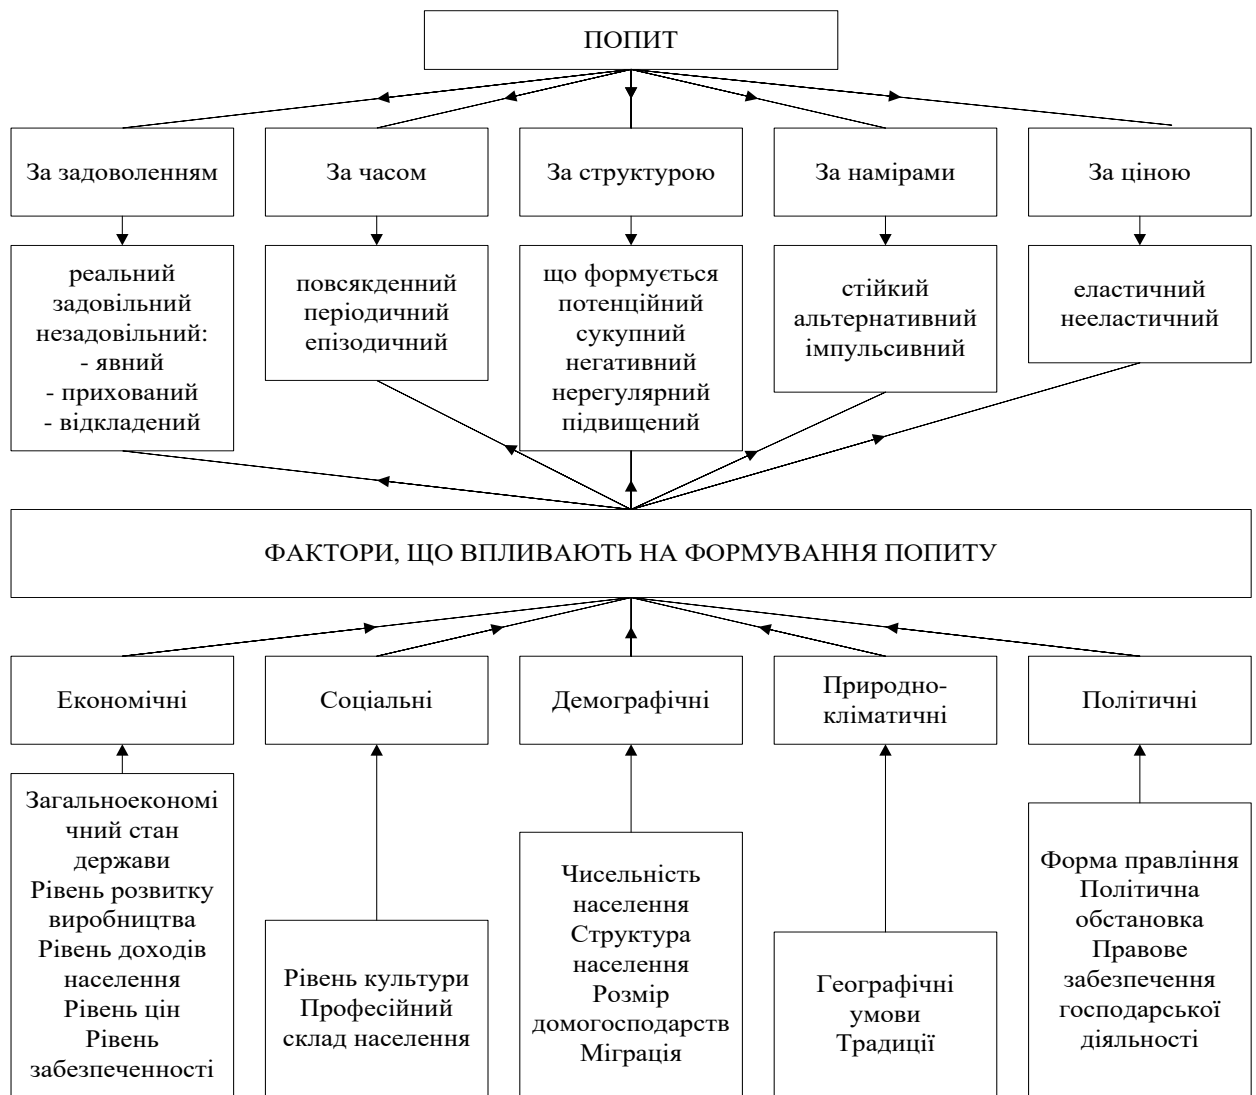 ПОПИТ
За задоволенням
За часом
За структурою
За намірами
За ціною
реальний
задовільний
незадовільний:
- явний
- прихований
- відкладений
повсякденний
періодичний
епізодичний
що формується
потенційний
сукупний
негативний
нерегулярний
підвищений
стійкий
альтернативний
імпульсивний
еластичний
нееластичний
ФАКТОРИ, ЩО ВПЛИВАЮТЬ НА ФОРМУВАННЯ ПОПИТУ
Економічні
Соціальні
Демографічні
Природно-
кліматичні
Політичні
Загальноекономі
чний стан
держави
Рівень розвитку
виробництва
Рівень доходів
населення
Рівень цін
Рівень
забезпеченності
Рівень культури
Професійний
склад населення
Чисельність
населення
Структура
населення
Розмір
домогосподарств
Міграція
Географічні
умови
Традиції
Форма правління
Політична
обстановка
Правове
забезпечення
господарської
діяльності